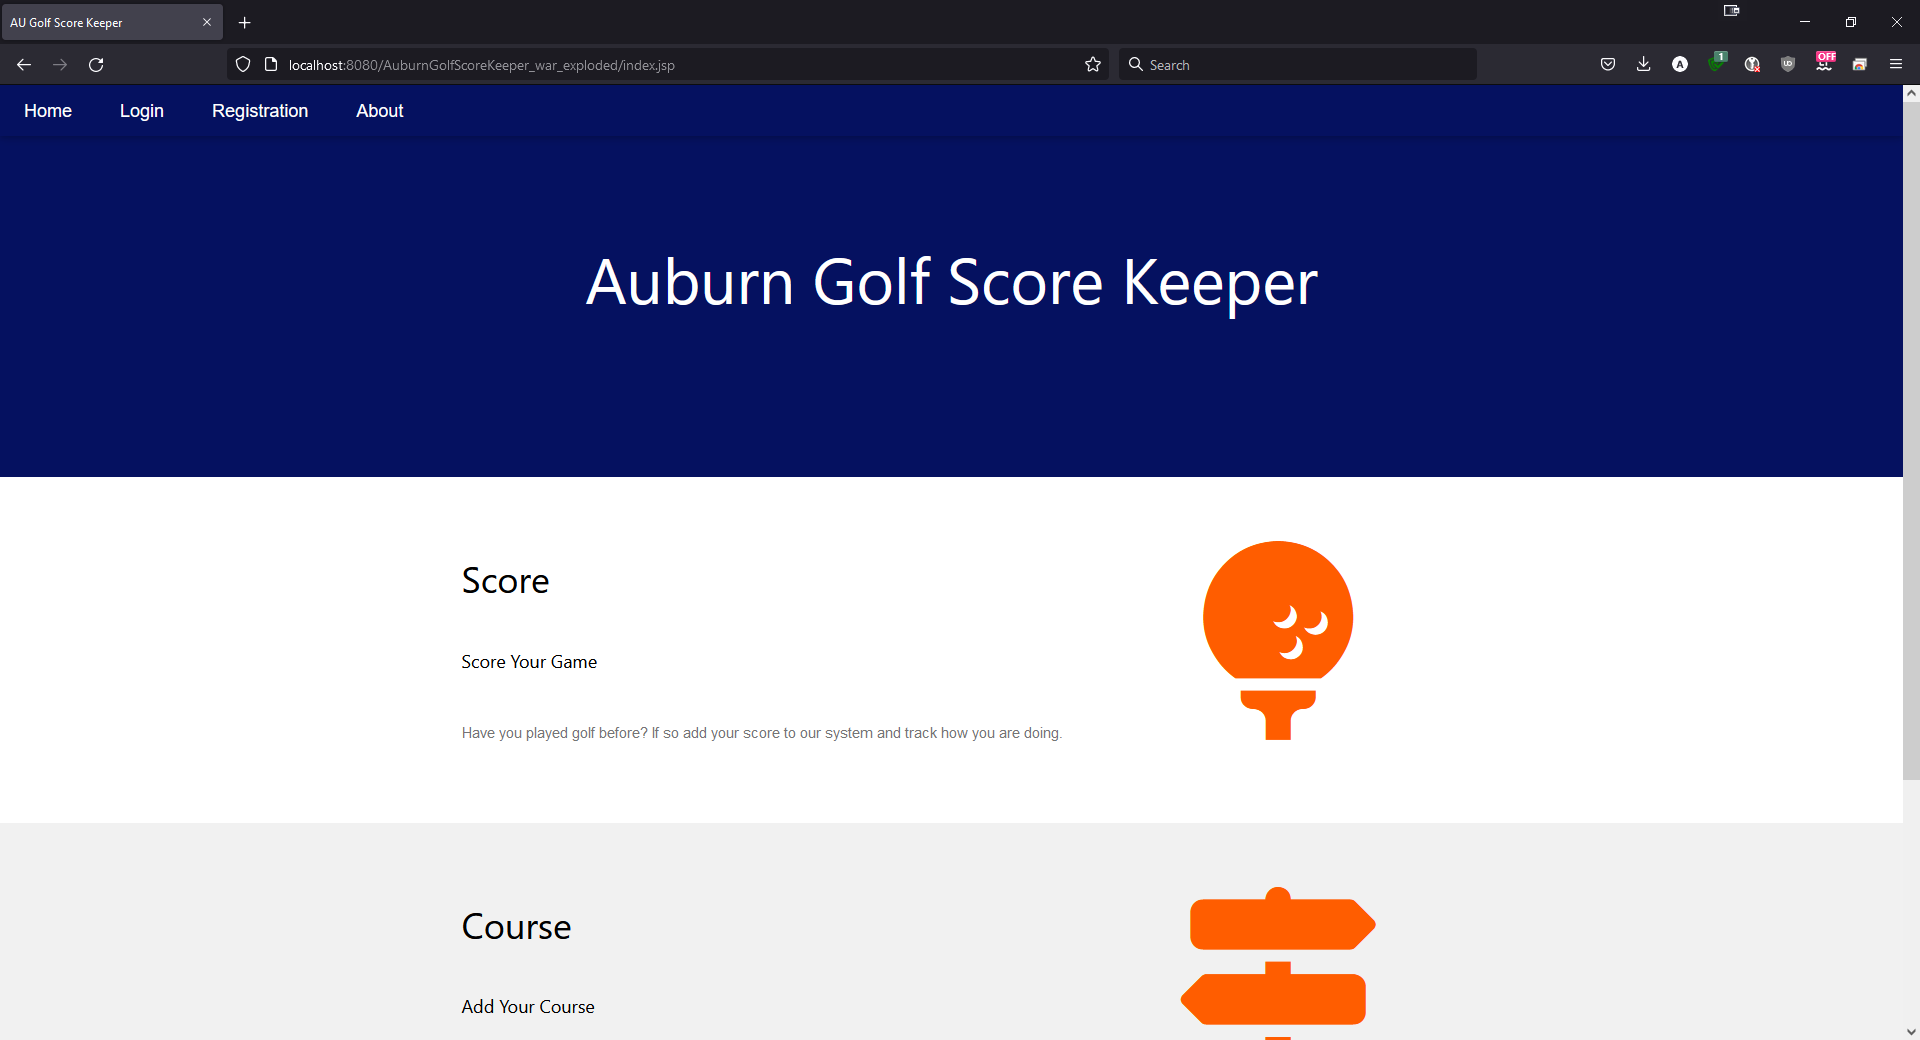 AU Golf Score Keeper
localhost:8080/AuburnGolfScoreKeeper_war_exploded/index.jsp
Search
A
1
UD
OFF
Home Login Registration About
Auburn Golf Score Keeper
Score
Score Your Game
Have you played golf before? If so add your score to our system and track how you are doing.
Course
Add Your Course